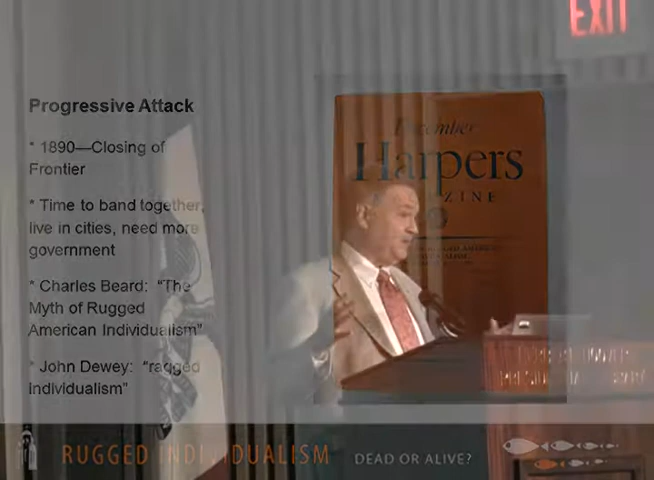 EXIT
Progressive Attack
* 1890—Closing of
Frontier
* Time to band together,
live in cities, need more
government
* Charles Beard: “The
Myth of Rugged
American Individualism”
* John Dewey: “ragged
individualism”
December
Harpers
ZINE
RUGGED INDIVIDUALISM
DEAD OR ALIVE?